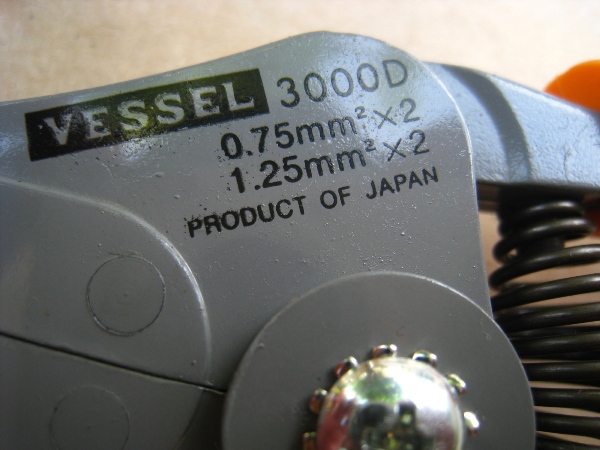 VESSEL 3000D
0.75mm² ×2
1.25mm² ×2
PRODUCT OF JAPAN